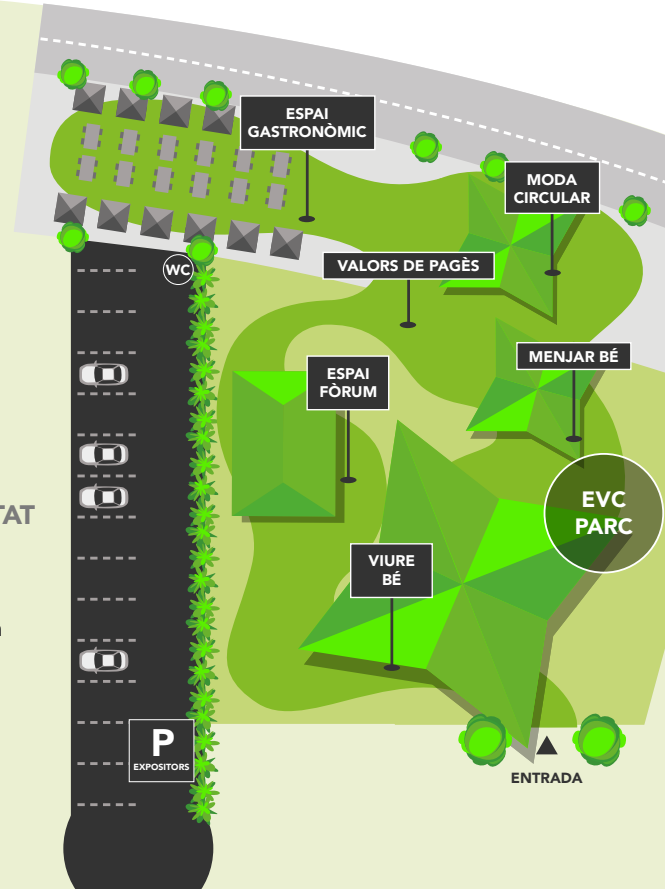 ESPAI
GASTRONÒMIC
MODA
CIRCULAR
WC
VALORS DE PAGÈS
MENJAR BÉ
ESPAI
FÒRUM
EVC
PARC
TAT
VIURE
BÉ
P
EXPOSITORS
ENTRADA